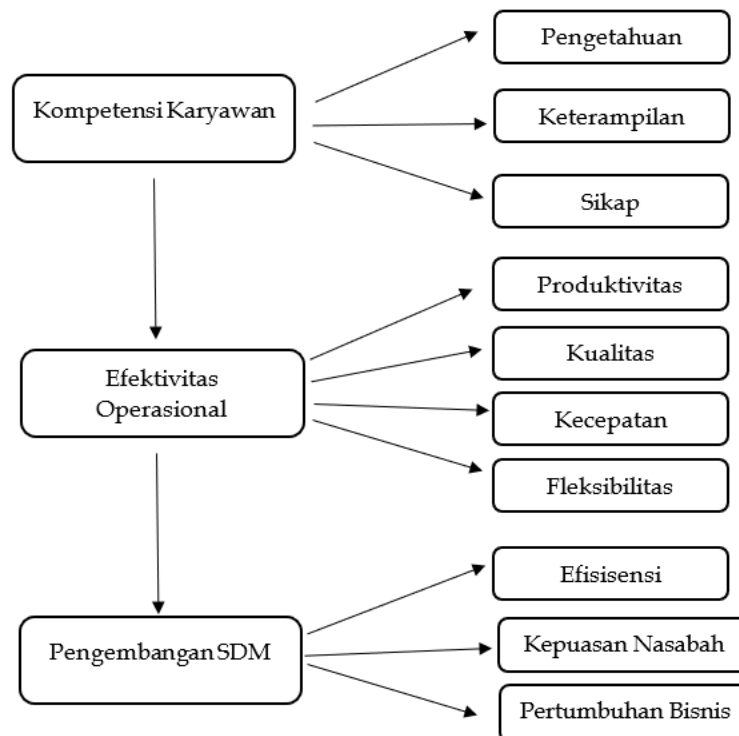 Pengetahuan
Kompetensi Karyawan
Keterampilan
Sikap
Produktivitas
Kualitas
Efektivitas
Operasional
Kecepatan
Fleksibilitas
Efisisensi
Pengembangan SDM
Kepuasan Nasabah
Pertumbuhan Bisnis